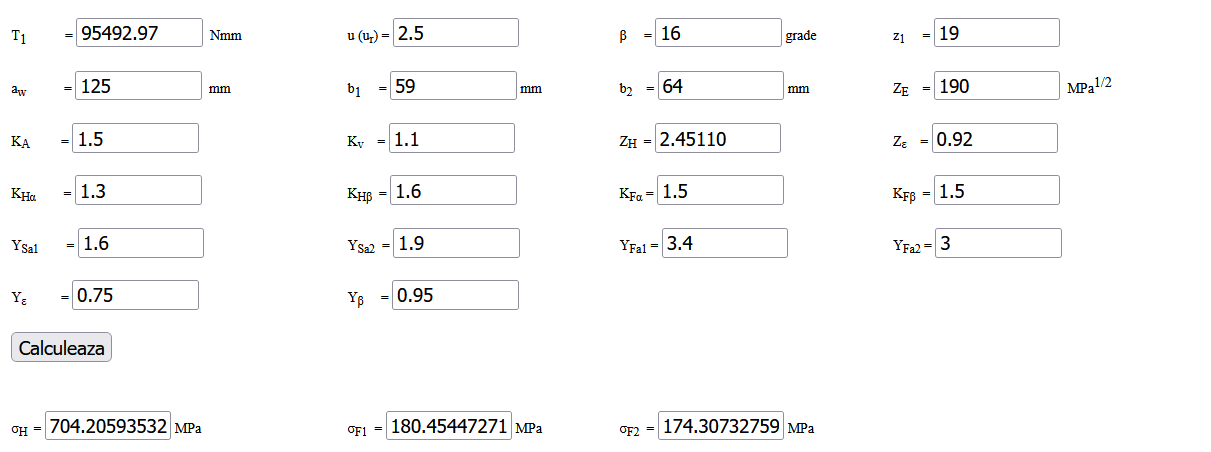 T1 = 95492.97 Nmm u (ur) = 2.5 β = 16 grade z1 = 19
aw = 125 mm b1 = 59 mm b2 = 64 mm ZE = 190 MPa1/2
KA = 1.5 Kv = 1.1 ZH = 2.45110 Zε = 0.92
KHα = 1.3 KHβ = 1.6 KFα = 1.5 KFβ = 1.5
YSa1 = 1.6 YSa2 = 1.9 YFa1 = 3.4 YFa2 = 3
Yε = 0.75 Yβ = 0.95
Calculeaza
σH = 704.20593532 MPa σF1 = 180.45447271 MPa σF2 = 174.30732759 MPa